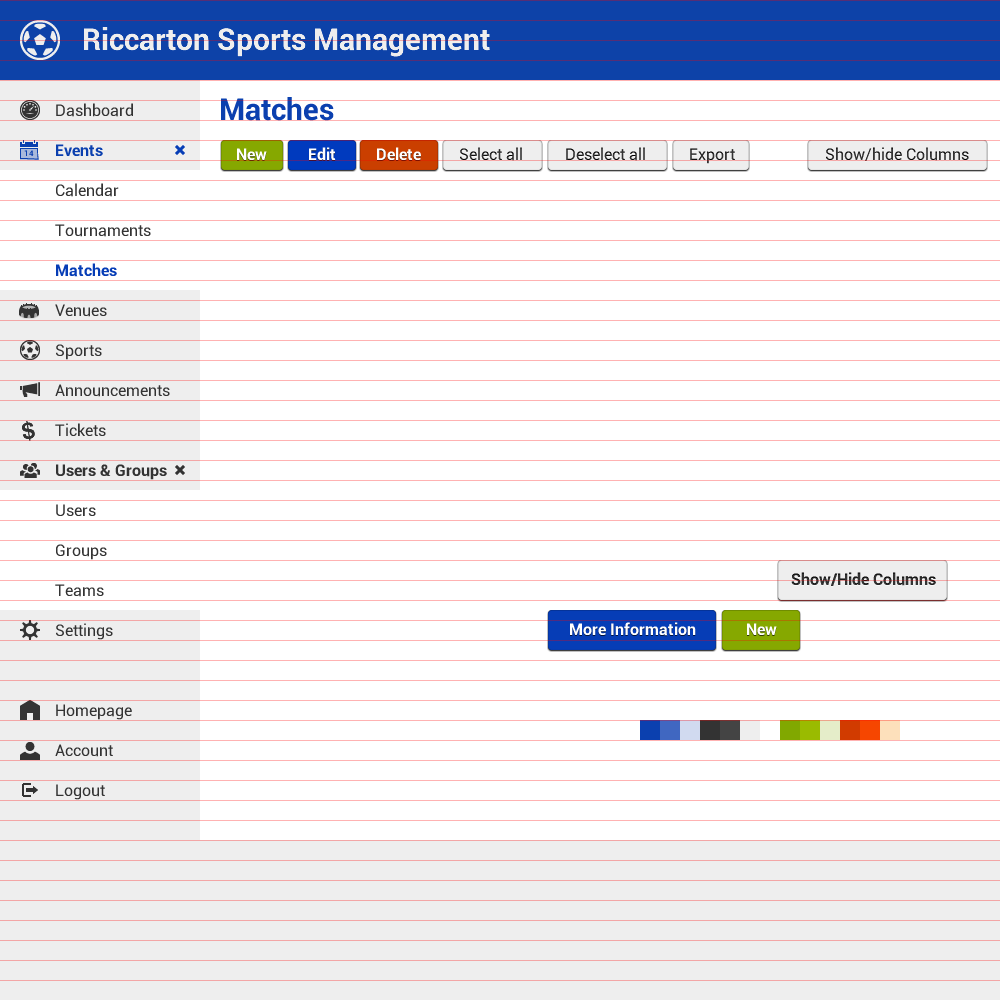 Riccarton Sports Management
Dashboard
14
Events
Calendar
Tournaments
Matches
Venues
Sports
Announcements
Tickets
Users & Groups
Users
Groups
Teams
Settings
Homepage
Account
Logout
Matches
New Edit Delete Select all Deselect all Export Show/hide Columns
Show/Hide Columns
More Information New